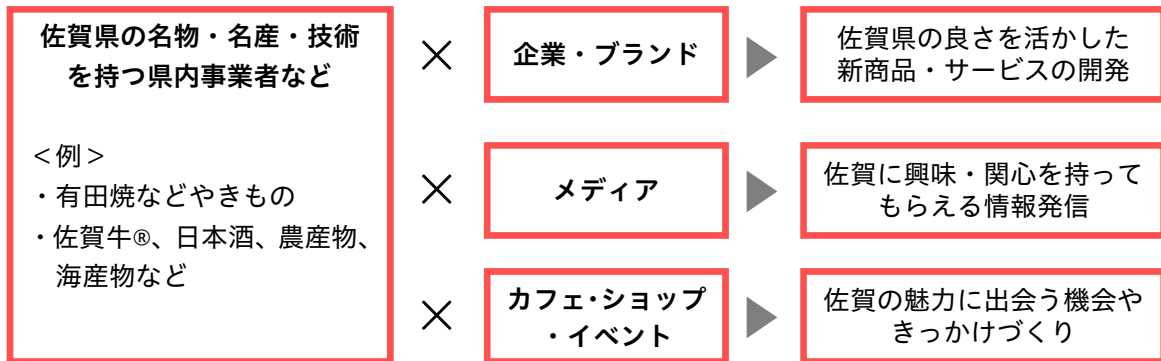 佐賀県の名物・名産・技術
を持つ県内事業者など
＜例＞
・有田焼などやきもの
・佐賀牛®、日本酒、農産物、
海産物など
×
企業・ブランド
佐賀県の良さを活かした
新商品・サービスの開発
×
メディア
佐賀に興味・関心を持って
もらえる情報発信
×
カフェ・ショップ
・イベント
佐賀の魅力に出会う機会や
きっかけづくり